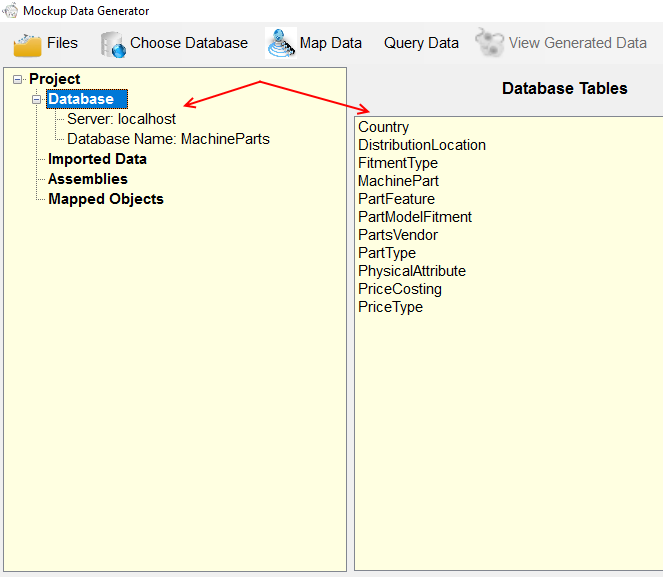 Mockup Data Generator
Files Choose Database Map Data Query Data View Generated Data
Project
Database
Server: localhost
Database Name: MachineParts
Imported Data
Assemblies
Mapped Objects
Database Tables
Country
DistributionLocation
FitmentType
MachinePart
PartFeature
PartModelFitment
PartsVendor
PartType
PhysicalAttribute
PriceCosting
PriceType